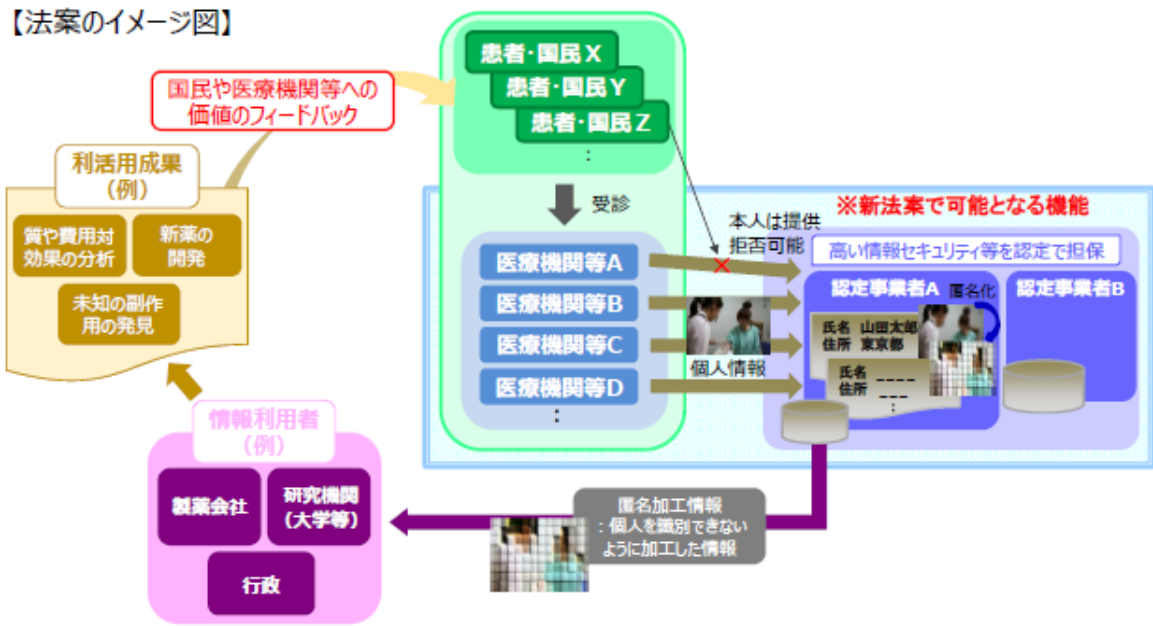 【法案のイメージ図】
患者・国民X
患者・国民Y
患者・国民Z
:
国民や医療機関等への
価値のフィードバック
利活用成果
（例）
質や費用対
効果の分析
新薬の
開発
未知の副作
用の発見
受診
※新法案で可能となる機能
本人は提供
拒否可能
高い情報セキュリティ等を認定で担保
医療機関等A
医療機関等B
医療機関等C
医療機関等D
:
個人情報
認定事業者A
匿名化
認定事業者B
氏名 山田太郎
住所 東京都
氏名 ____
住所 ___
:
情報利用者
（例）
製薬会社
研究機関
（大学等）
行政
匿名加工情報
：個人を識別できない
ように加工した情報